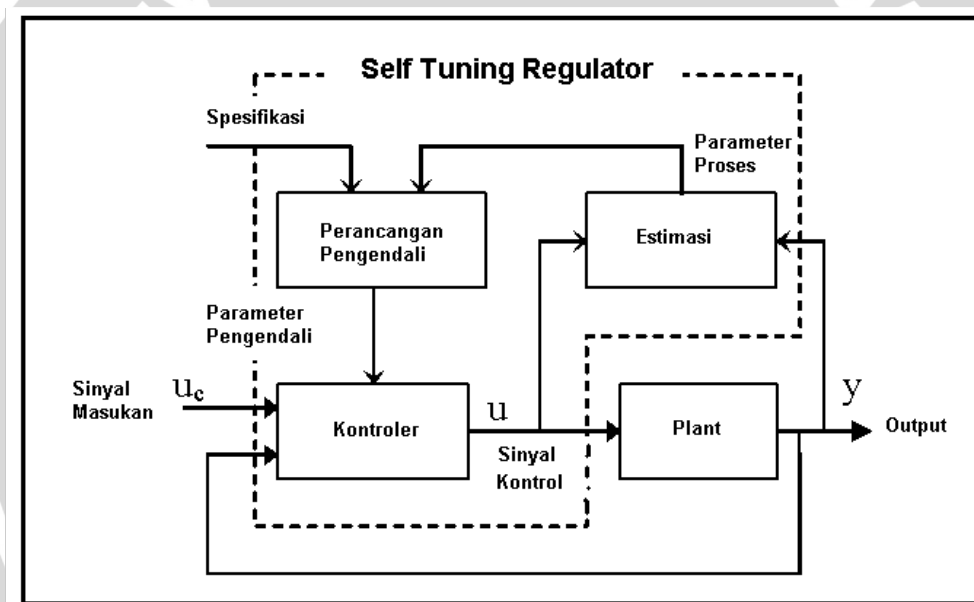 Self Tuning Regulator
Spesifikasi
Parameter
Proses
Perancangan
Pengendali
Estimasi
Parameter
Pengendali
Sinyal
Masukan
uc
Kontroler
u
Sinyal
Kontrol
Plant
y
Output